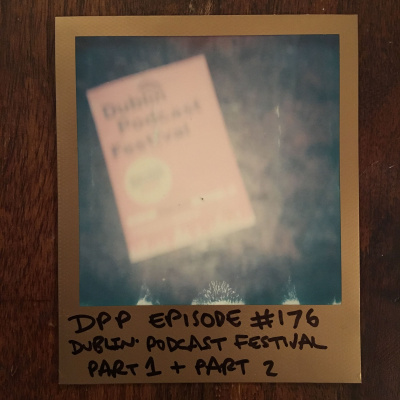 Dublin
Podcast
Festival
DPP EPISODE #176
DUBLIN PODCAST FESTIVAL
PART 1 + PART 2